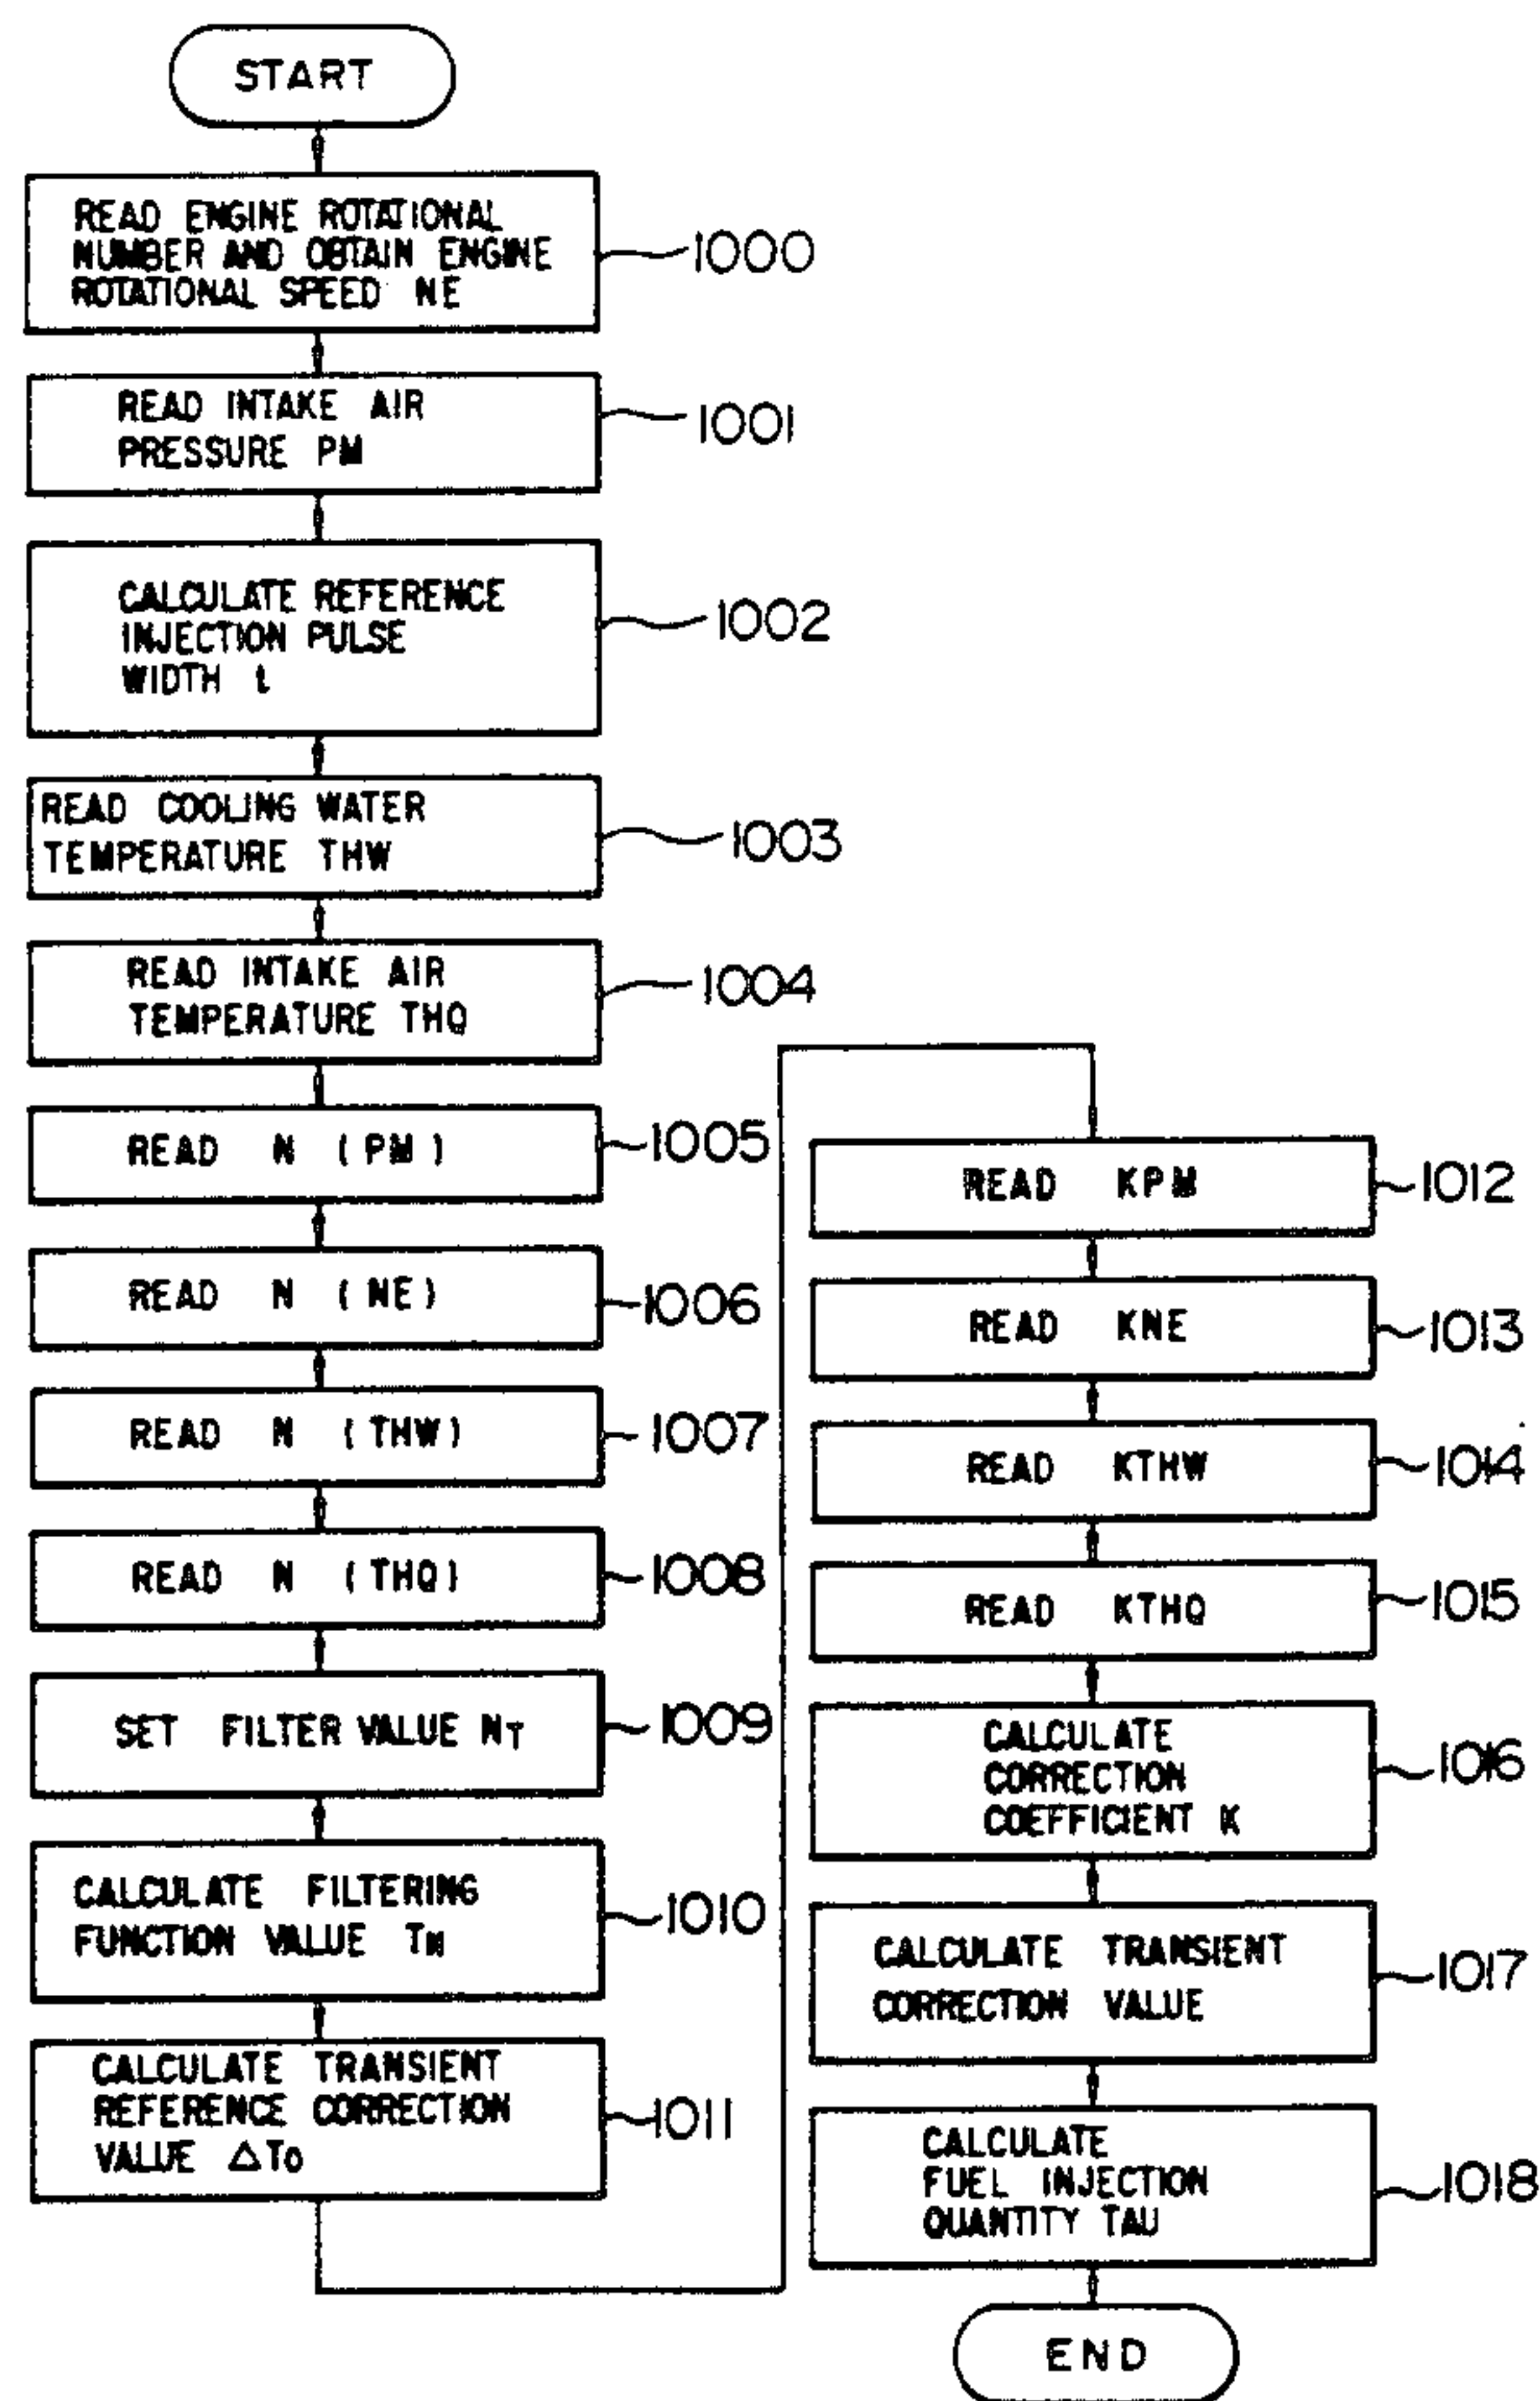 START
READ ENGINE ROTATIONAL
NUMBER AND OBTAIN ENGINE
ROTATIONAL SPEED NE
1000
READ INTAKE AIR
PRESSURE PM
1001
CALCULATE REFERENCE
INJECTION PULSE
WIDTH t
1002
READ COOLING WATER
TEMPERATURE THW
1003
READ INTAKE AIR
TEMPERATURE THQ
1004
READ N (PM)
1005
READ N (NE)
1006
READ N (THW)
1007
READ N (THQ)
1008
SET FILTER VALUE NT
1009
CALCULATE FILTERING
FUNCTION VALUE TN
1010
CALCULATE TRANSIENT
REFERENCE CORRECTION
VALUE △T0
1011
READ KPM
1012
READ KNE
1013
READ KTHW
1014
READ KTHQ
1015
CALCULATE
CORRECTION
COEFFICIENT K
1016
CALCULATE TRANSIENT
CORRECTION VALUE
1017
CALCULATE
FUEL INJECTION
QUANTITY TAU
1018
END